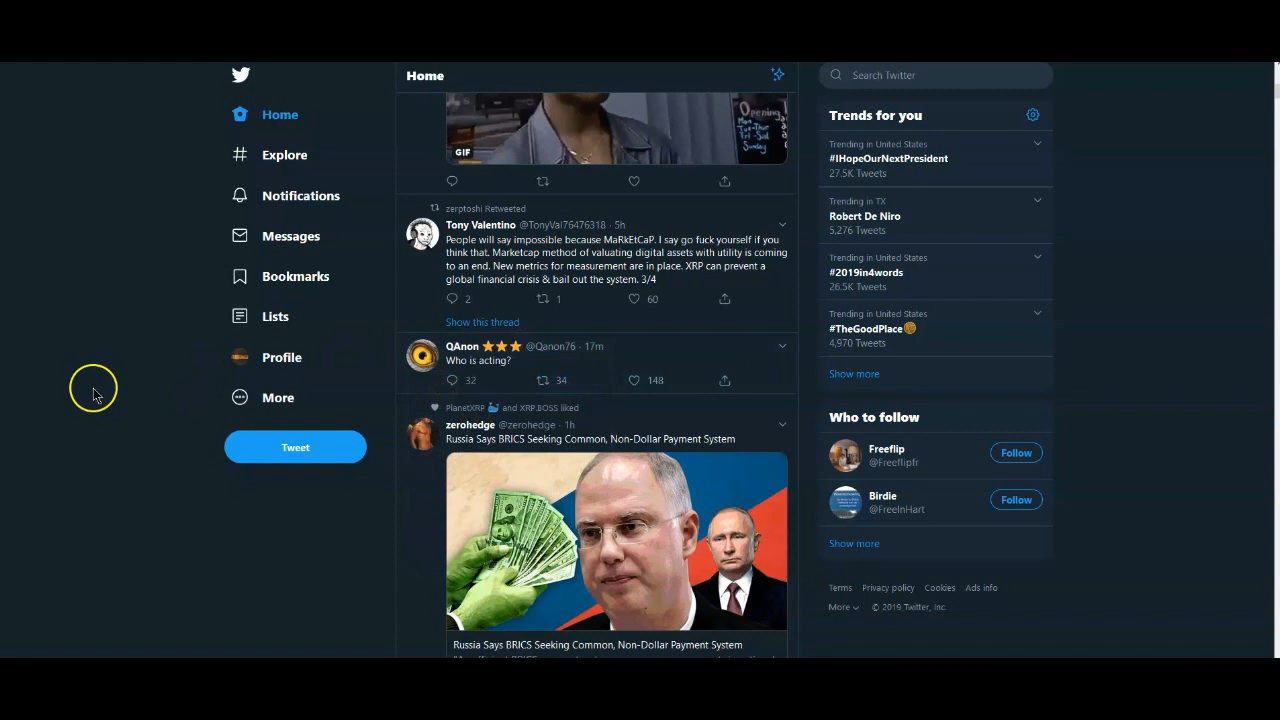 Home
Explore
Notifications
Messages
Bookmarks
Lists
Profile
More
Tweet
Home
Opening
GIF
zerptoshi Retweeted
Tony Valentino @TonyVal76476318 · 5h
People will say impossible because MaRkEtCaP. I say go fuck yourself if you
think that. Marketcap method of valuating digital assets with utility is coming
to an end. New metrics for measurement are in place. XRP can prevent a
global financial crisis & bail out the system. 3/4
2 1 60
Show this thread
QAnon ⭐⭐⭐ @Qanon76 · 17m
Who is acting?
32 34 148
PlanetXRP 🐳 and XRP.BOSS liked
zerohedge @zerohedge · 1h
Russia Says BRICS Seeking Common, Non-Dollar Payment System
Russia Says BRICS Seeking Common, Non-Dollar Payment System
Search Twitter
Trends for you
Trending in United States
#IHopeOurNextPresident
27.5K Tweets
Trending in TX
Robert De Niro
5,276 Tweets
Trending in United States
#2019in4words
26.5K Tweets
Trending in United States
#TheGoodPlace
4,970 Tweets
Show more
Who to follow
Freeflip
@Freeflipfr
Follow
Birdie
@FreeInHart
Follow
Show more
Terms Privacy policy Cookies Ads info
More © 2019 Twitter, Inc.